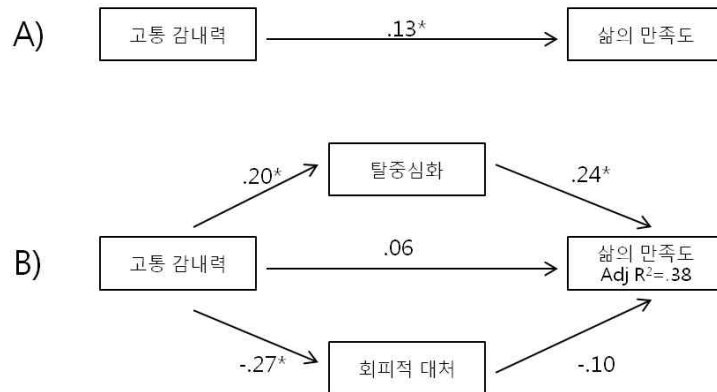 A)
고통 감내력
.13*
삶의 만족도
탈중심화
.20*
.24*
B)
고통 감내력
.06
삶의 만족도
Adj R²=.38
-.27*
회피적 대처
-.10